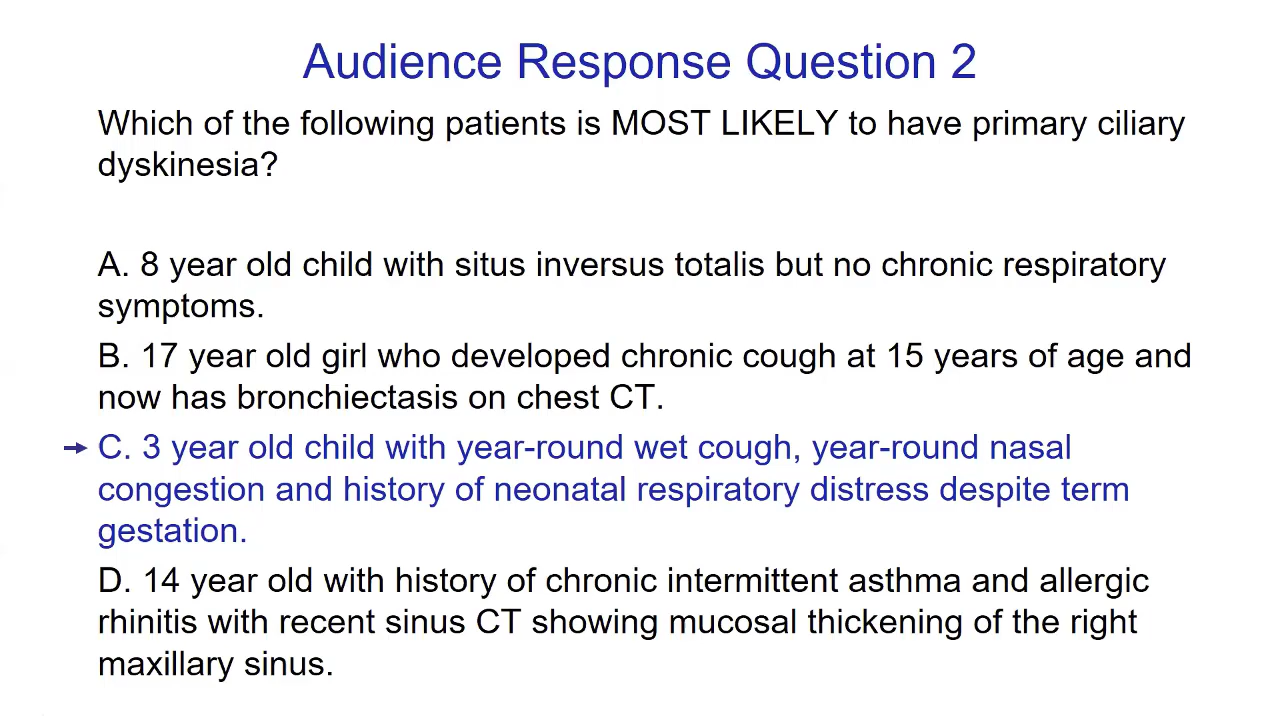 Audience Response Question 2
Which of the following patients is MOST LIKELY to have primary ciliary
dyskinesia?
A. 8 year old child with situs inversus totalis but no chronic respiratory
symptoms.
B. 17 year old girl who developed chronic cough at 15 years of age and
now has bronchiectasis on chest CT.
C. 3 year old child with year-round wet cough, year-round nasal
congestion and history of neonatal respiratory distress despite term
gestation.
D. 14 year old with history of chronic intermittent asthma and allergic
rhinitis with recent sinus CT showing mucosal thickening of the right
maxillary sinus.